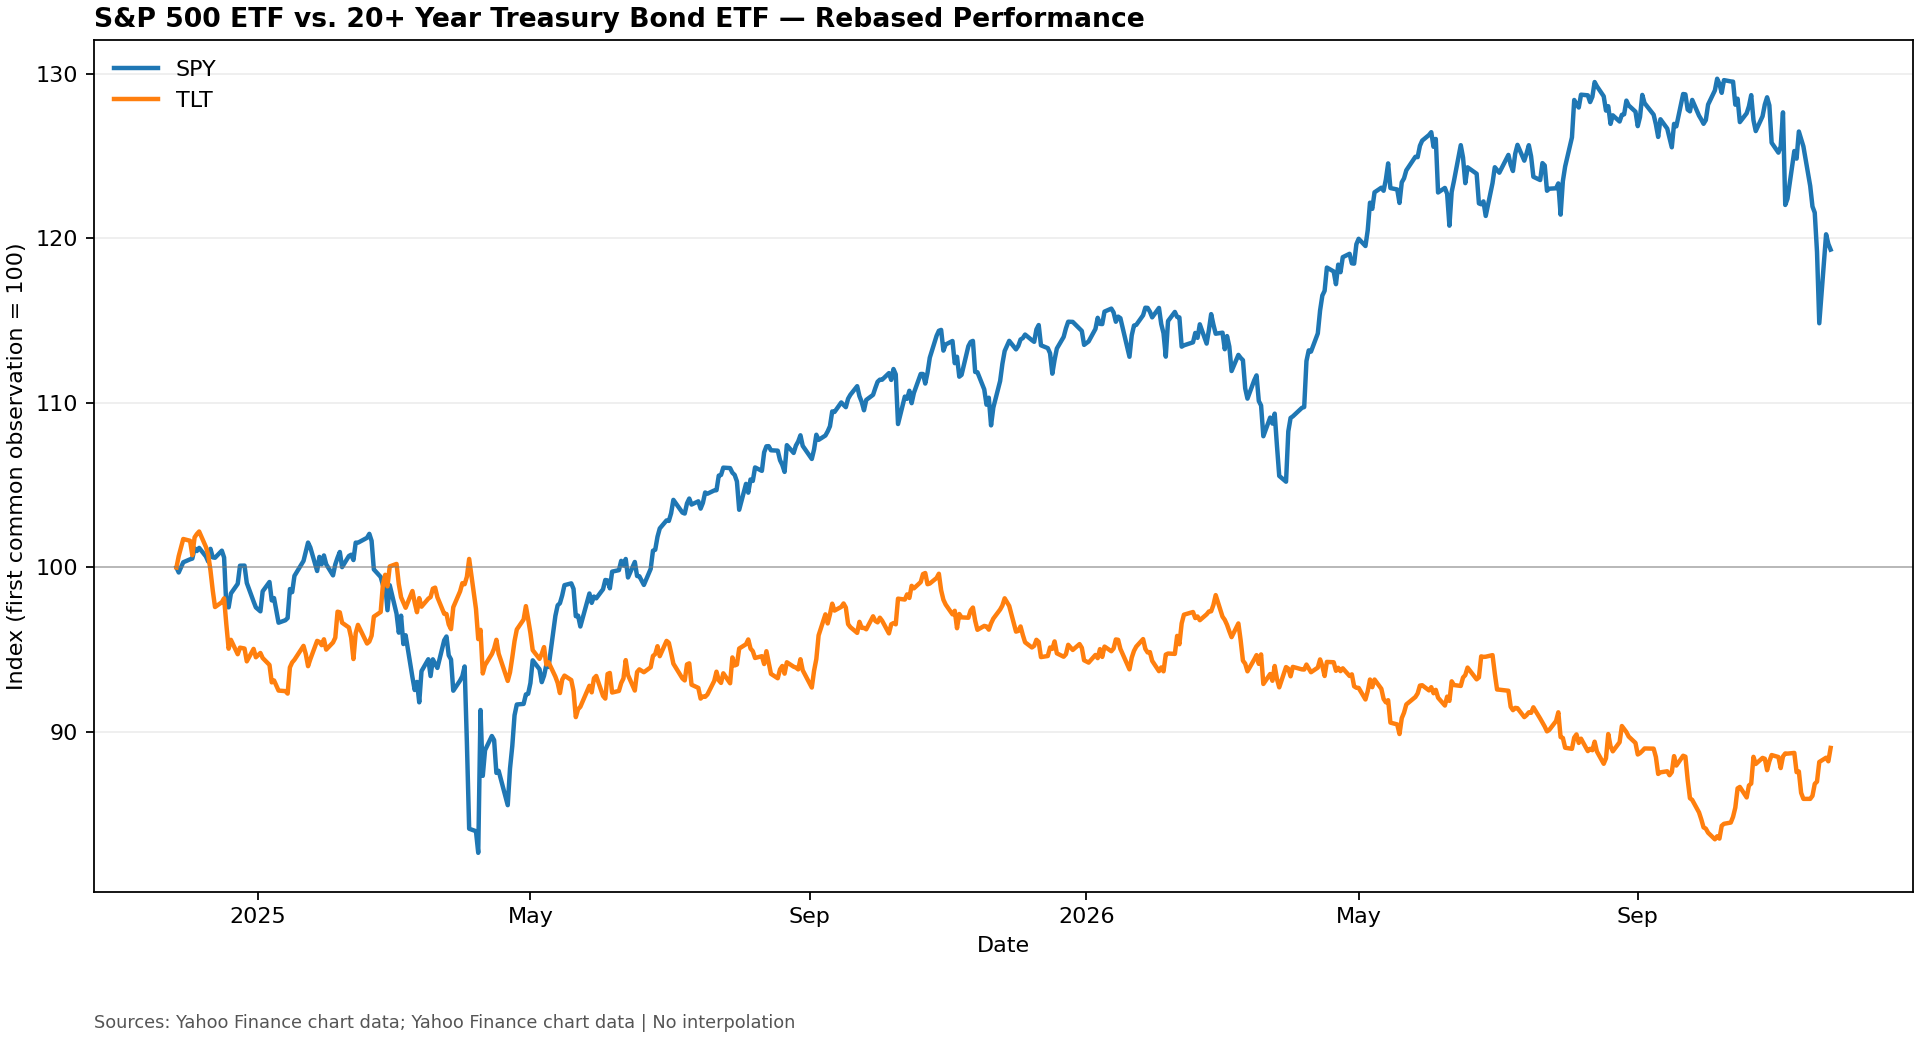 S&P 500 ETF vs. 20+ Year Treasury Bond ETF — Rebased Performance
SPY
TLT
Index (first common observation = 100)
130
120
110
100
90
2025
May
Sep
2026
May
Sep
Date
Sources: Yahoo Finance chart data; Yahoo Finance chart data | No interpolation